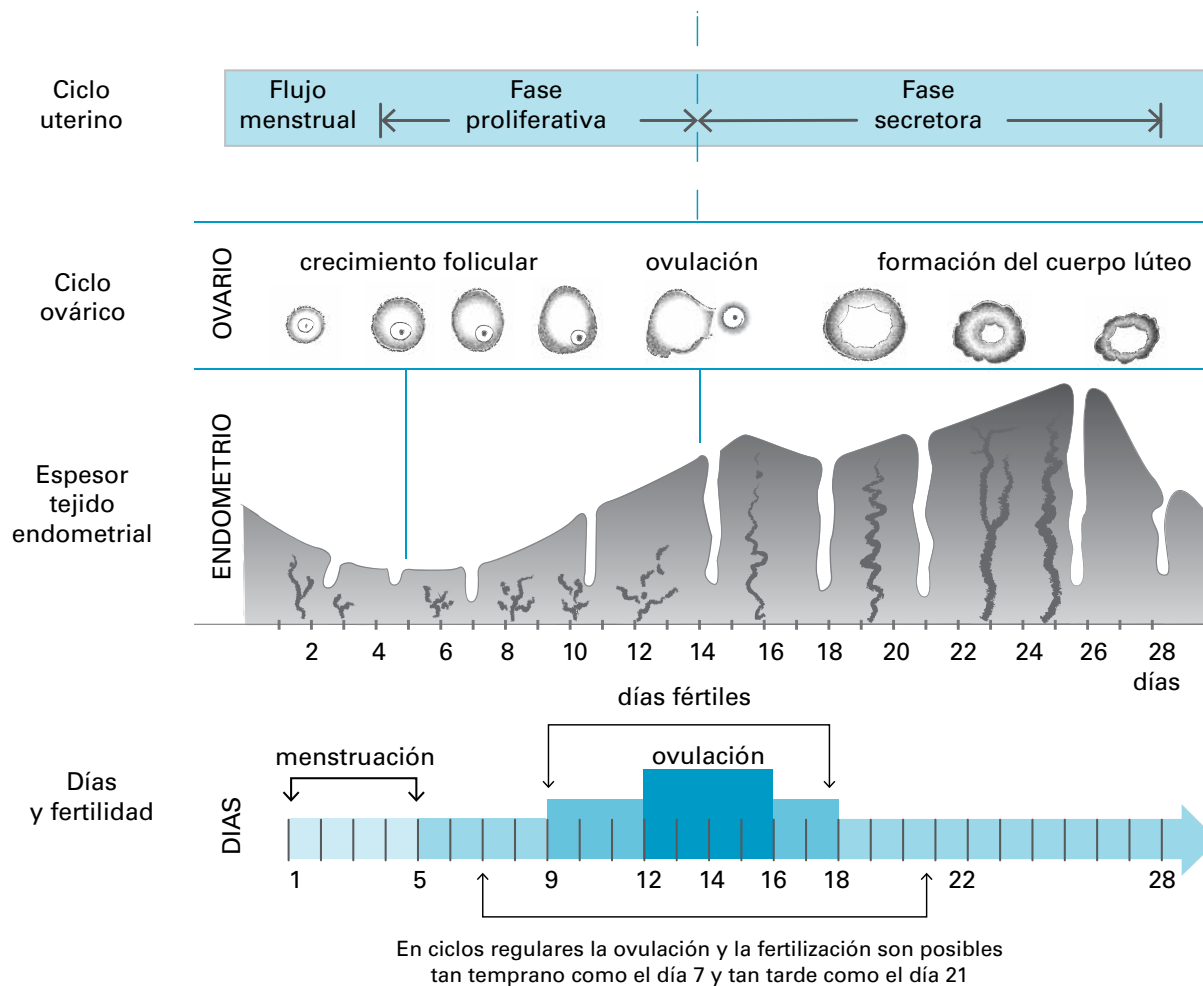 Ciclo
uterino
Flujo
menstrual
Fase
proliferativa
Fase
secretora
Ciclo
ovárico
OVARIO
crecimiento folicular
ovulación
formación del cuerpo lúteo
Espesor
tejido
endometrial
ENDOMETRIO
2 4 6 8 10 12 14 16 18 20 22 24 26 28
días
días fértiles
menstruación
ovulación
Días
y fertilidad
DIAS
1 5 9 12 14 16 18 22 28
En ciclos regulares la ovulación y la fertilización son posibles
tan temprano como el día 7 y tan tarde como el día 21